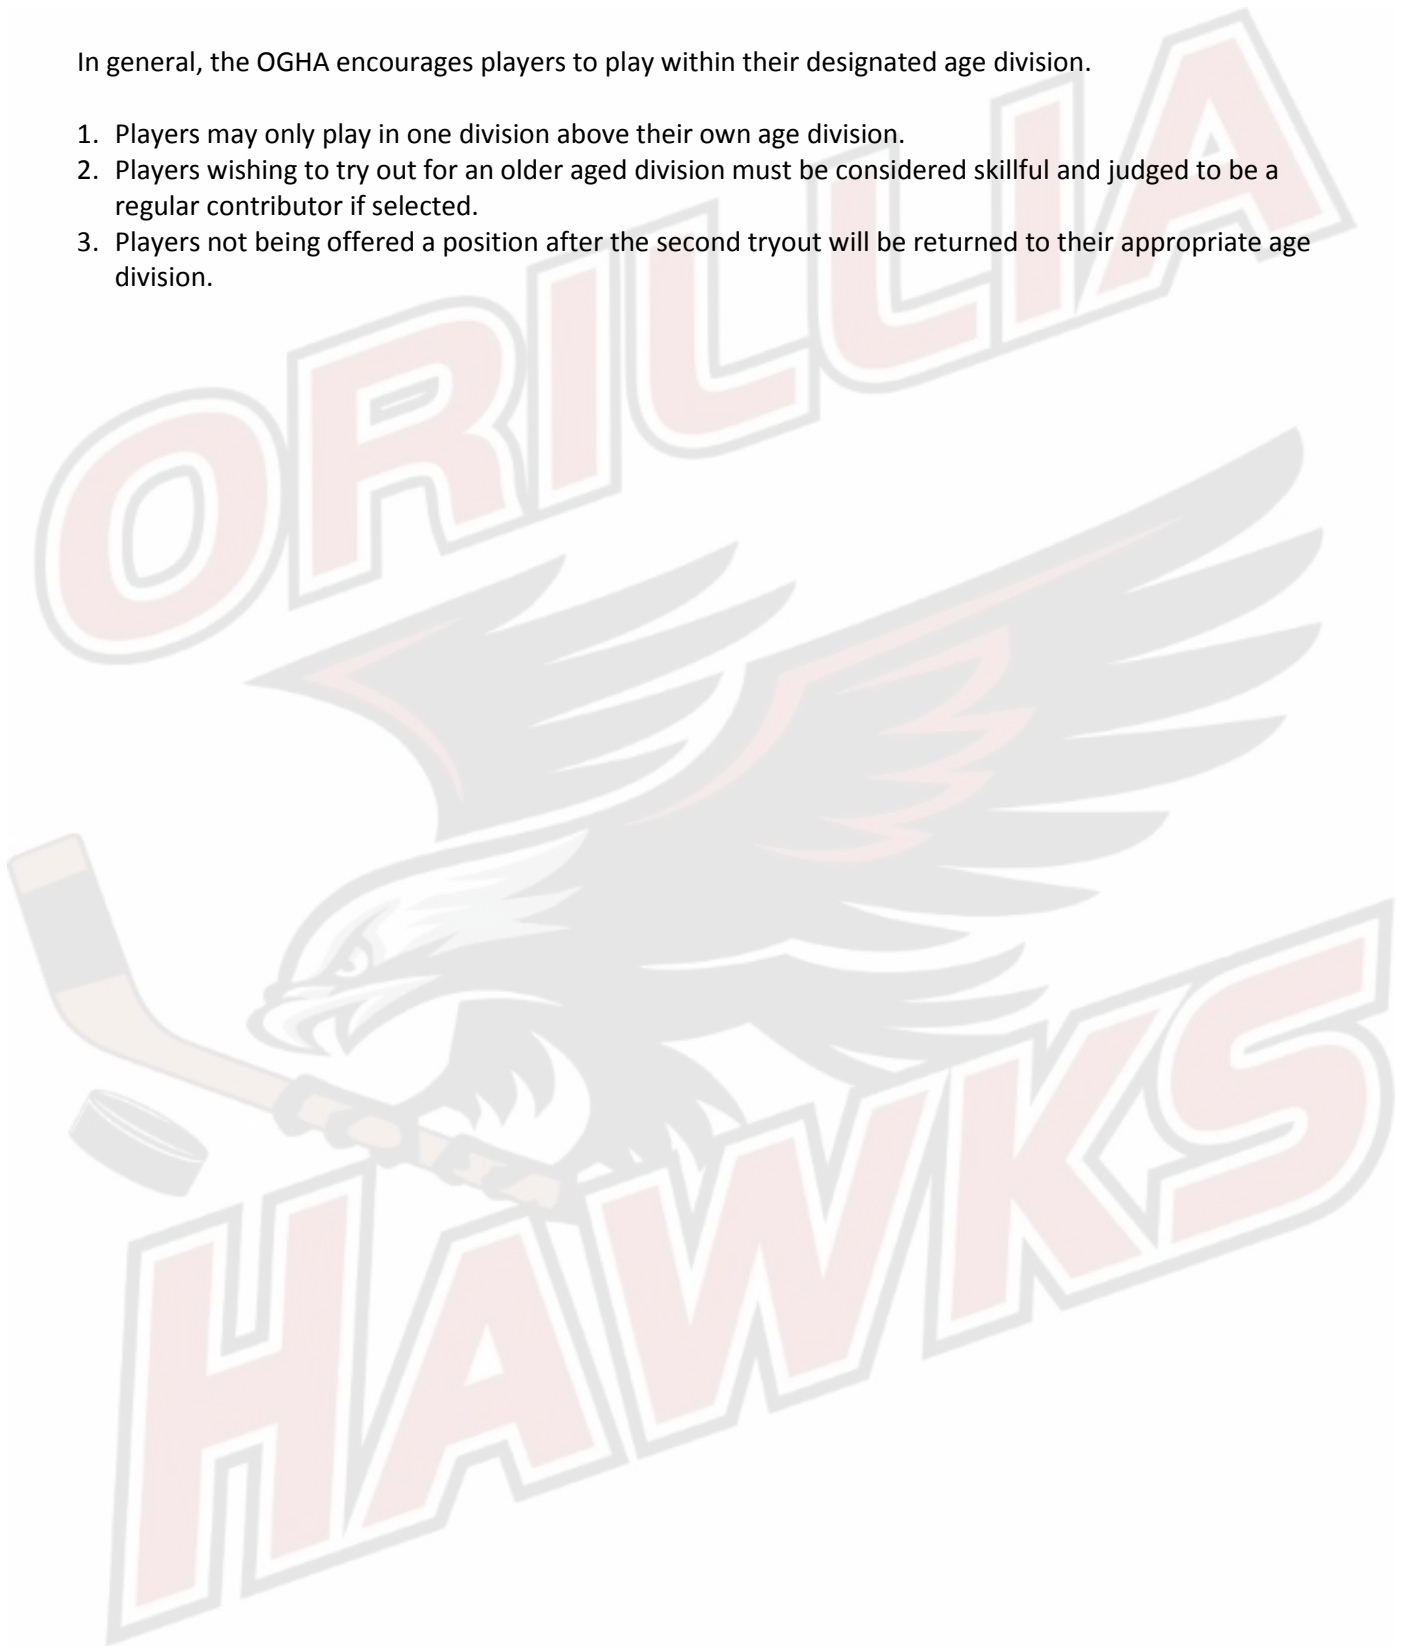 In general, the OGHA encourages players to play within their designated age division.
1. Players may only play in one division above their own age division.
2. Players wishing to try out for an older aged division must be considered skillful and judged to be a
regular contributor if selected.
3. Players not being offered a position after the second tryout will be returned to their appropriate age
division.
ORILLIA
HAWKS